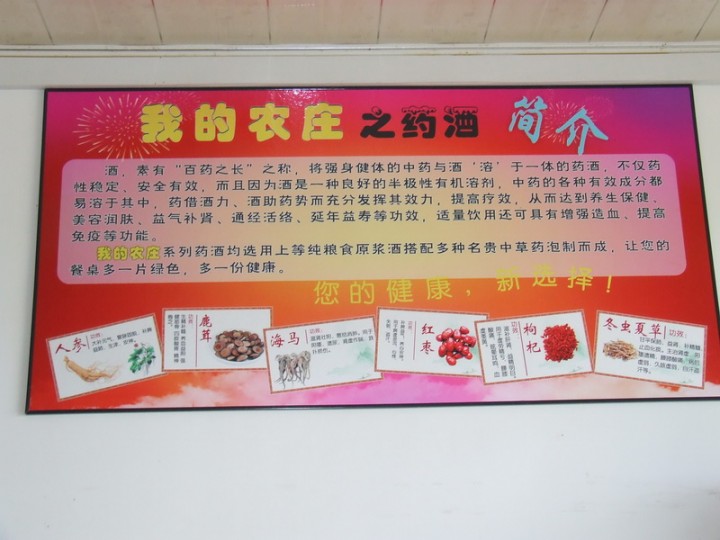 我的农庄之药酒 简介
酒，素有“百药之长”之称，将强身健体的中药与酒‘溶’于一体的药酒，不仅药
性稳定，安全有效，而且因为酒是一种良好的半极性有机溶剂，中药的各种有效成分都
易溶于其中，药借酒力、酒助药势而充分发挥其效力，提高疗效，从而达到养生保健、
美容润肤、益气补肾、通经活络、延年益寿等功效，适量饮用还可具有增强造血、提高
免疫等功能。
我的农庄系列药酒均选用上等纯粮食原浆酒搭配多种名贵中草药泡制而成，让您的
餐桌多一片绿色，多一份健康。
您的健康，新选择！
人参
功效：
鹿茸
海马
功效：
红枣
枸杞
冬虫夏草
功效：